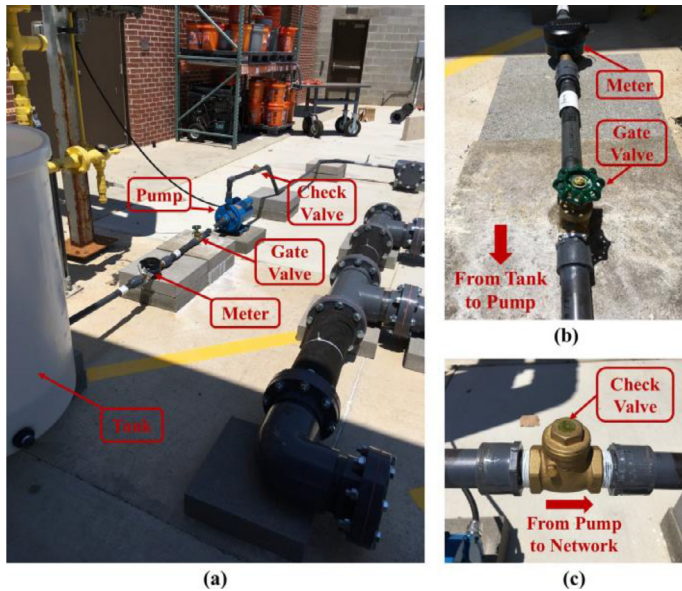 Pump
Check
Valve
Gate
Valve
Meter
Tank
(a)
Meter
Gate
Valve
From Tank
to Pump
(b)
Check
Valve
From Pump
to Network
(c)